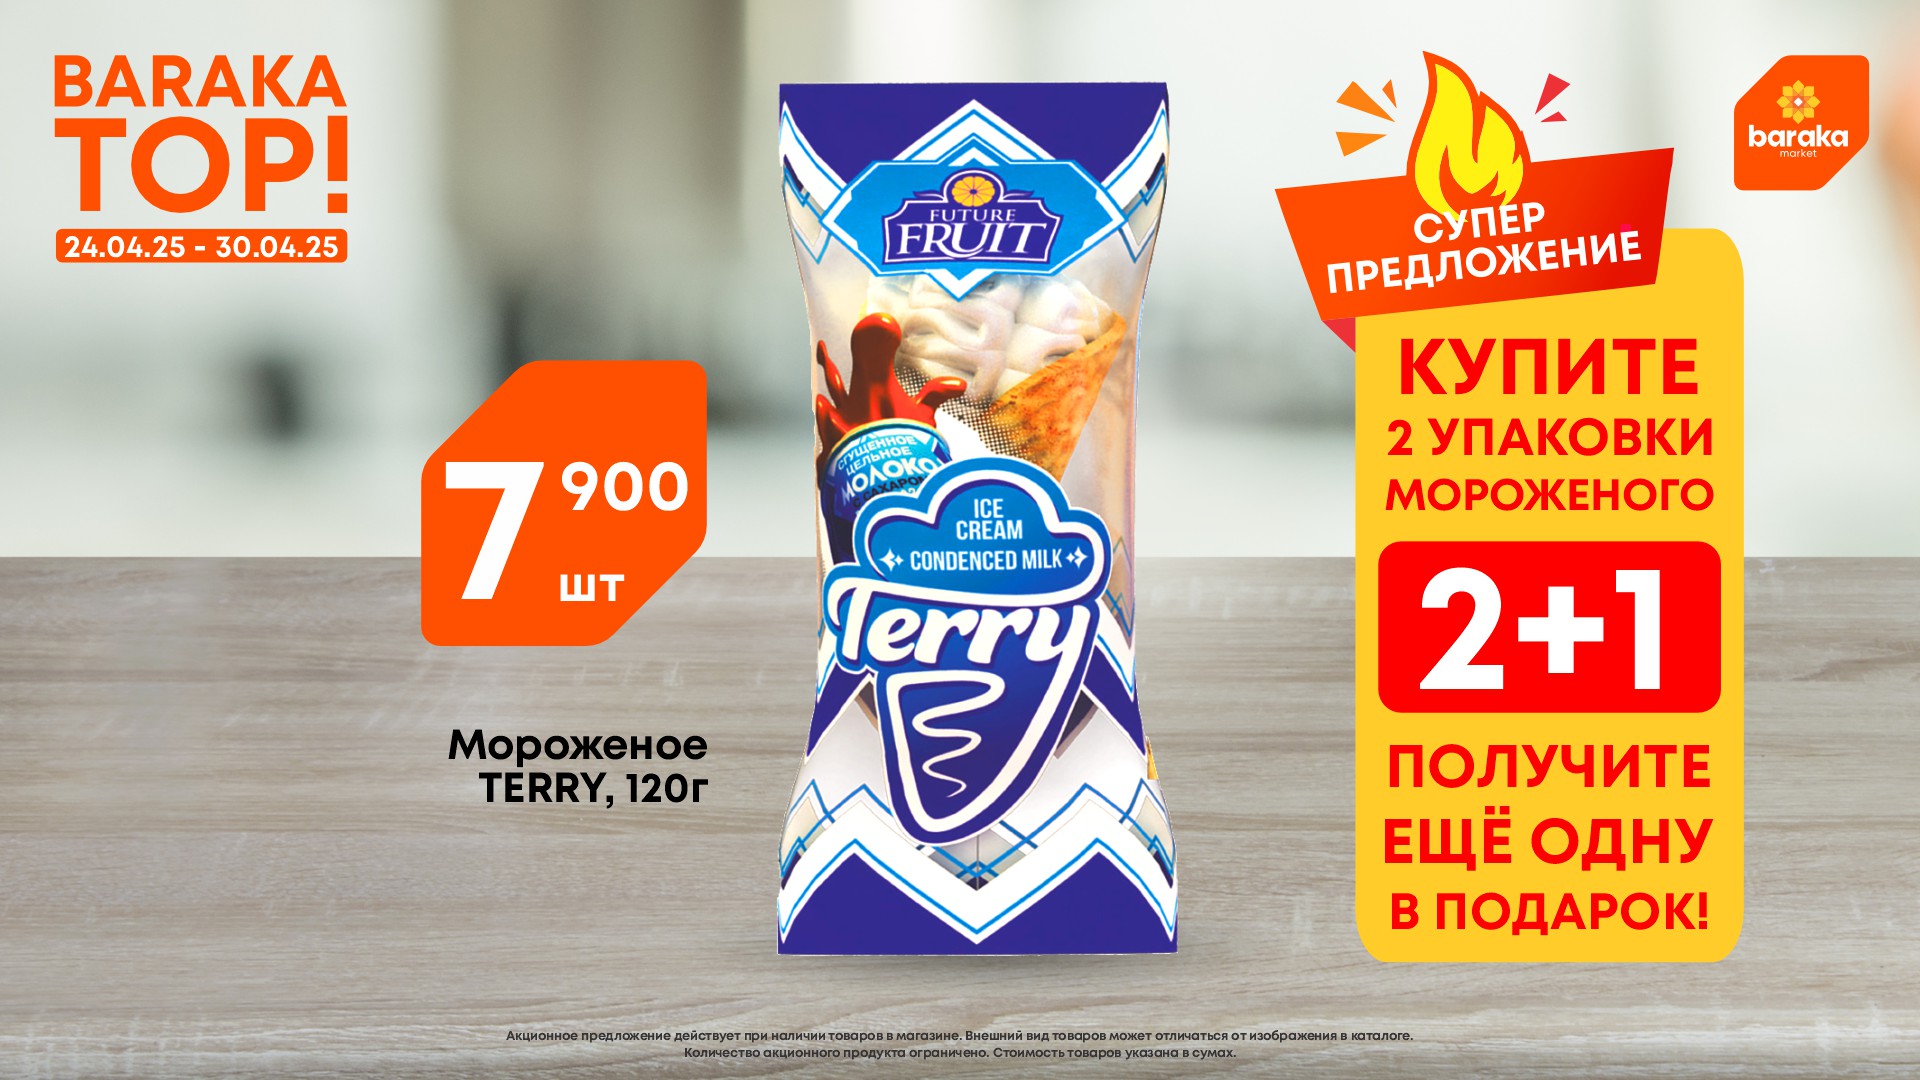 BARAKA
TOP!
24.04.25 - 30.04.25
baraka
market
СУПЕР
ПРЕДЛОЖЕНИЕ
КУПИТЕ
2 УПАКОВКИ
МОРОЖЕНОГО
2+1
ПОЛУЧИТЕ
ЕЩЁ ОДНУ
В ПОДАРОК!
7 900
шт
Мороженое
TERRY, 120г
FUTURE
FRUIT
СГУЩЕННОЕ
ЦЕЛЬНОЕ
МОЛОКО
С САХАРОМ
ICE
CREAM
CONDENCED MILK
Terry
Акционное предложение действует при наличии товаров в магазине. Внешний вид товаров может отличаться от изображения в каталоге.
Количество акционного продукта ограничено. Стоимость товаров указана в сумах.